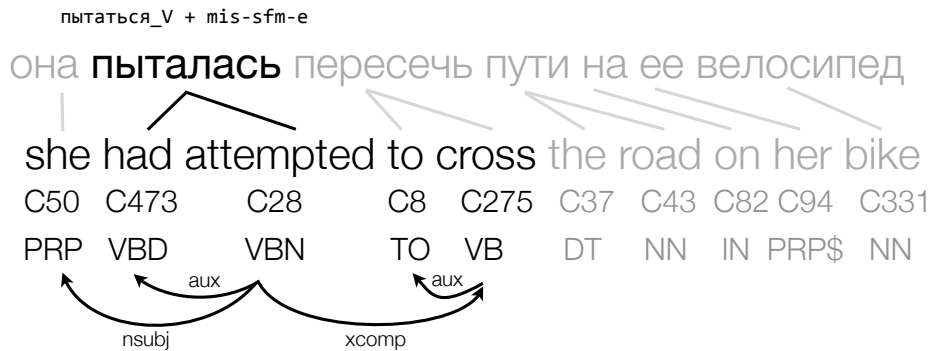 пытаться_V + mis-sfm-e
она пыталась пересечь пути на ее велосипед
she had attempted to cross the road on her bike
C50 C473 C28 C8 C275 C37 C43 C82 C94 C331
PRP VBD VBN TO VB DT NN IN PRP$ NN
aux aux
nsubj xcomp